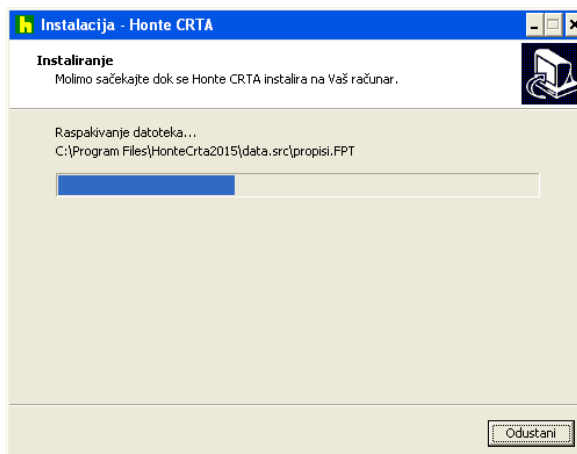 h Instalacija - Honte CRTA
Instaliranje
Molimo sačekajte dok se Honte CRTA instalira na Vaš računar.
Raspakivanje datoteka...
C:\Program Files\HonteCrta2015\data.src\propisi.FPT
Odustani